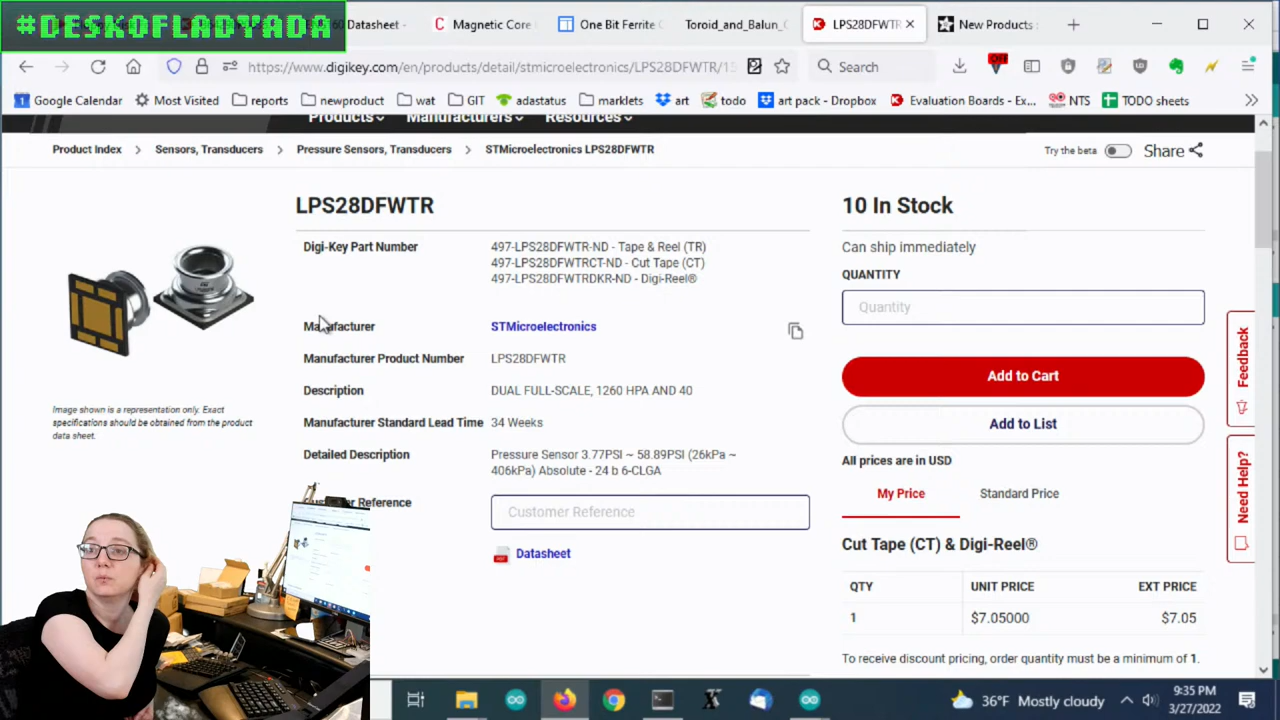 #DESKOFLADYADA
60 Datasheet -
Magnetic Core
One Bit Ferrite
Toroid_and_Balun_
LPS28DFWTR
New Products
https://www.digikey.com/en/products/detail/stmicroelectronics/LPS28DFWTR/15
Search
OFF
Google Calendar
Most Visited
reports
newproduct
wat
GIT
adastatus
marklets
art
todo
art pack - Dropbox
Evaluation Boards - Ex...
NTS
TODO sheets
Products
Manufacturers
Resources
Product Index
Sensors, Transducers
Pressure Sensors, Transducers
STMicroelectronics LPS28DFWTR
Try the beta
Share
LPS28DFWTR
Digi-Key Part Number
497-LPS28DFWTR-ND - Tape & Reel (TR)
497-LPS28DFWTRCT-ND - Cut Tape (CT)
497-LPS28DFWTRDKR-ND - Digi-Reel®
Manufacturer
STMicroelectronics
Manufacturer Product Number
LPS28DFWTR
Description
DUAL FULL-SCALE, 1260 HPA AND 40
Manufacturer Standard Lead Time
34 Weeks
Detailed Description
Pressure Sensor 3.77PSI ~ 58.89PSI (26kPa ~
406kPa) Absolute - 24 b 6-CLGA
Reference
Customer Reference
Datasheet
Image shown is a representation only. Exact
specifications should be obtained from the product
data sheet.
10 In Stock
Can ship immediately
QUANTITY
Quantity
Add to Cart
Add to List
All prices are in USD
My Price
Standard Price
Cut Tape (CT) & Digi-Reel®
QTY
UNIT PRICE
EXT PRICE
1
$7.05000
$7.05
To receive discount pricing, order quantity must be a minimum of 1.
Feedback
Need Help?
36°F Mostly cloudy
9:35 PM
3/27/2022